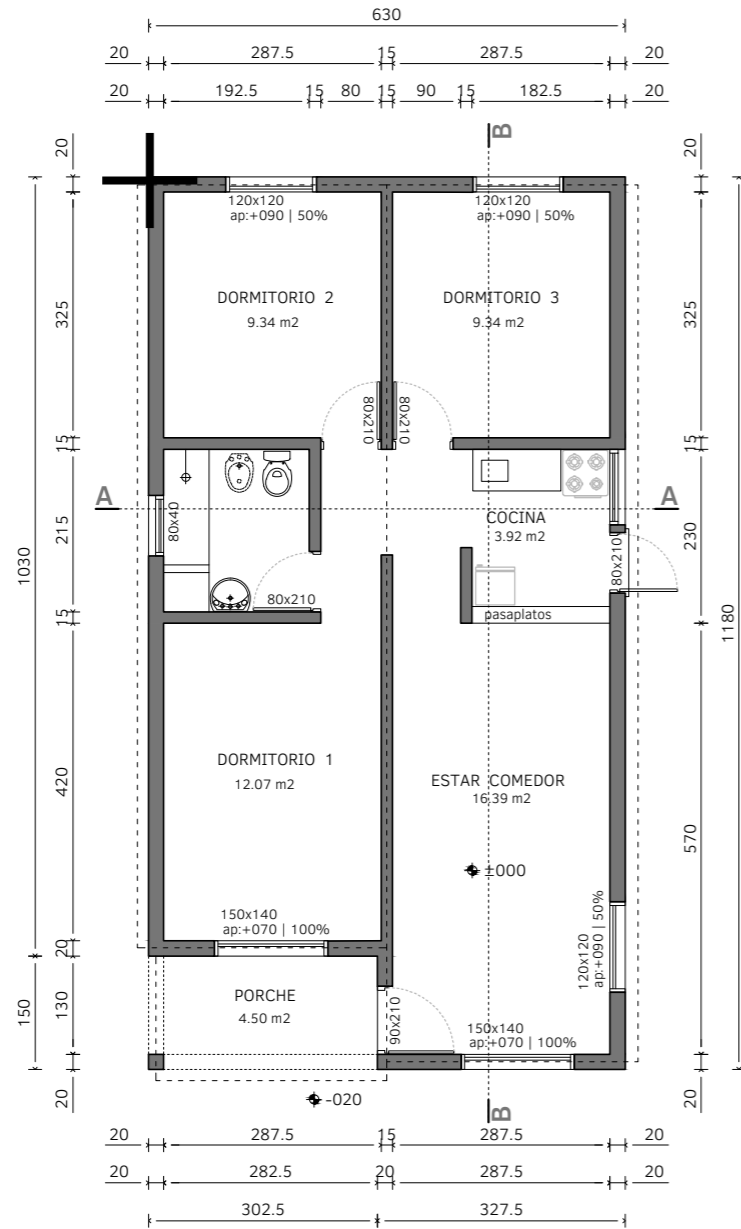 630
20 287.5 15 287.5 20
20 192.5 15 80 15 90 15 182.5 20
B
20 20
120x120
ap:+090 | 50%
120x120
ap:+090 | 50%
325 325
DORMITORIO 2
9.34 m2
DORMITORIO 3
9.34 m2
80x210 80x210
15 15
A A
80x40
COCINA
3.92 m2
215 230
1030 1180
80x210
80x210
pasaplatos
15
DORMITORIO 1
12.07 m2
ESTAR COMEDOR
16.39 m2
420 570
±000
150x140
ap:+070 | 100%
120x120
ap:+090 | 50%
20
PORCHE
4.50 m2
150 130
90x210
150x140
ap:+070 | 100%
20 20
-020
B
20 287.5 15 287.5 20
20 282.5 20 287.5 20
302.5 327.5